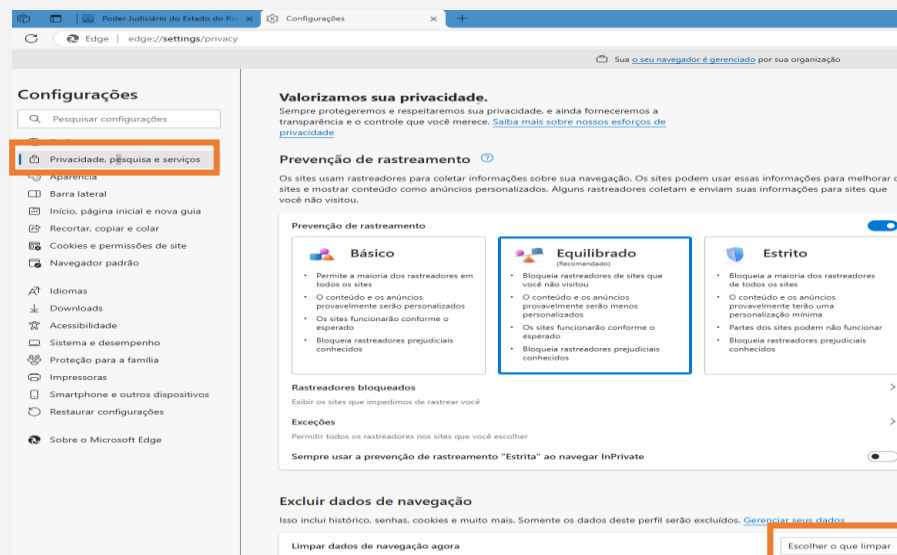 Poder Judiciário do Estado do Rio
Configurações
Edge | edge://settings/privacy
Sua o seu navegador é gerenciado por sua organização
Configurações
Pesquisar configurações
Privacidade, pesquisa e serviços
Aparência
Barra lateral
Início, página inicial e nova guia
Recortar, copiar e colar
Cookies e permissões de site
Navegador padrão
Idiomas
Downloads
Acessibilidade
Sistema e desempenho
Proteção para a família
Impressoras
Smartphone e outros dispositivos
Restaurar configurações
Sobre o Microsoft Edge
Valorizamos sua privacidade.
Sempre protegeremos e respeitaremos sua privacidade, e ainda forneceremos a
transparência e o controle que você merece. Saiba mais sobre nossos esforços de
privacidade
Prevenção de rastreamento
Os sites usam rastreadores para coletar informações sobre sua navegação. Os sites podem usar essas informações para melhorar
sites e mostrar conteúdo como anúncios personalizados. Alguns rastreadores coletam e enviam suas informações para sites que
você não visitou.
Prevenção de rastreamento
Básico
• Permite a maioria dos rastreadores em
todos os sites
• O conteúdo e os anúncios
provavelmente serão personalizados
• Os sites funcionarão conforme o
esperado
• Bloqueia rastreadores prejudiciais
conhecidos
Equilibrado
(Recomendado)
• Bloqueia rastreadores de sites que
você não visitou
• O conteúdo e os anúncios
provavelmente serão menos
personalizados
• Os sites funcionarão conforme o
esperado
• Bloqueia rastreadores prejudiciais
conhecidos
Estrito
• Bloqueia a maioria dos rastreadores
de todos os sites
• O conteúdo e os anúncios
provavelmente terão uma
personalização mínima
• Partes dos sites podem não funcionar
• Bloqueia rastreadores prejudiciais
conhecidos
Rastreadores bloqueados
Exibir os sites que impedimos de rastrear você
Exceções
Permitir todos os rastreadores nos sites que você escolher
Sempre usar a prevenção de rastreamento "Estrita" ao navegar InPrivate
Excluir dados de navegação
Isso inclui histórico, senhas, cookies e muito mais. Somente os dados deste perfil serão excluídos. Gerenciar seus dados
Limpar dados de navegação agora
Escolher o que limpar